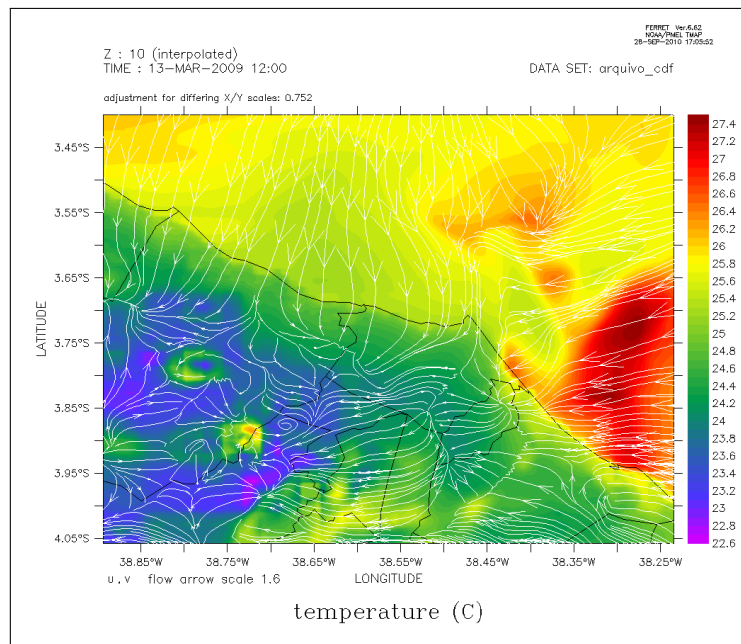 FERRET Ver.6.62
NOAA/PMEL TMAP
28-SEP-2010 17:03:52
Z : 10 (interpolated)
TIME : 13-MAR-2009 12:00
DATA SET: arquivo_cdf
adjustment for differing X/Y scales: 0.752
3.45°S
3.55°S
3.65°S
3.75°S
3.85°S
3.95°S
4.05°S
LATITUDE
27.4
27.2
27
26.8
26.6
26.4
26.2
26
25.8
25.6
25.4
25.2
25
24.8
24.6
24.4
24.2
24
23.8
23.6
23.4
23.2
23
22.8
22.6
38.85°W 38.75°W 38.65°W 38.55°W 38.45°W 38.35°W 38.25°W
u.v flow arrow scale 1.6
LONGITUDE
temperature (C)